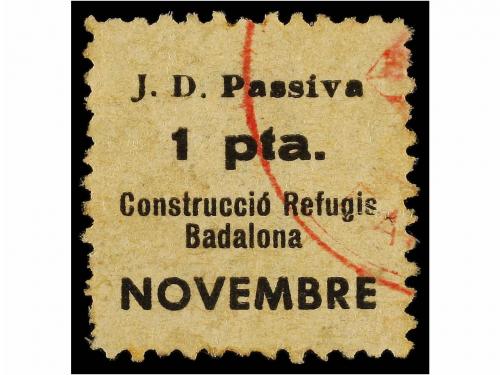 J. D. Passiva
1 pta.
Construcció Refugis
Badalona
NOVEMBRE